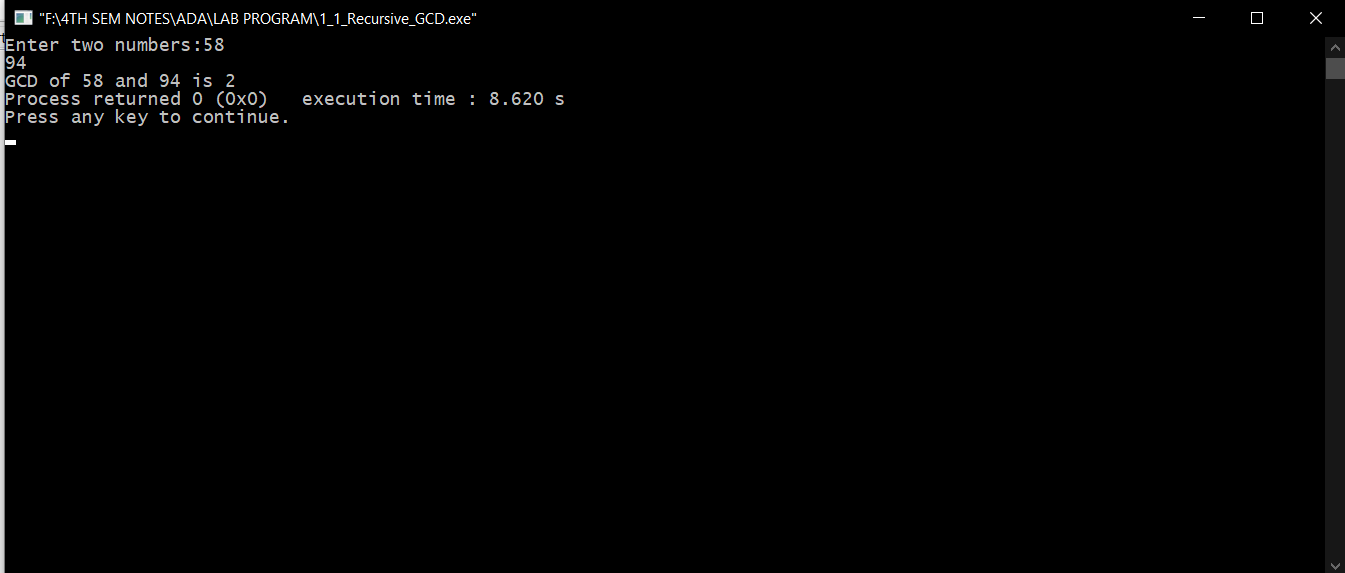 "F:\4TH SEM NOTES\ADA\LAB PROGRAM\1_1_Recursive_GCD.exe"
Enter two numbers:58
94
GCD of 58 and 94 is 2
Process returned 0 (0x0)   execution time : 8.620 s
Press any key to continue.